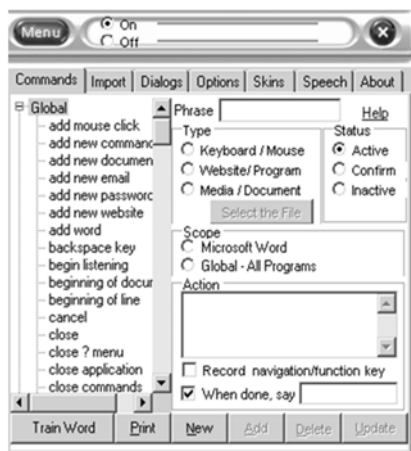 Menu
On
Off
Commands Import Dialogs Options Skins Speech About
Global
add mouse click
add new commanc
add new documen
add new email
add new passworc
add new website
add word
backspace key
begin listening
beginning of docur
beginning of line
cancel
close
close ? menu
close application
close commands
Phrase
Help
Type
Keyboard / Mouse
Website/ Program
Media / Document
Select the File
Status
Active
Confirm
Inactive
Scope
Microsoft Word
Global - All Programs
Action
Record navigation/function key
When done, say
Train Word Print New Add Delete Update